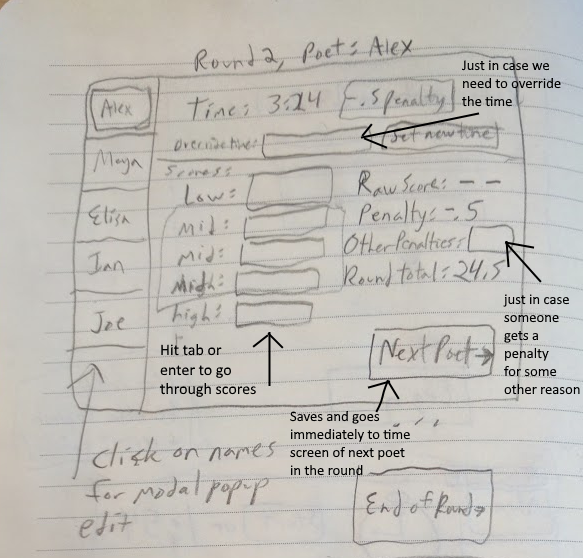 Round 2, Poet: Alex
Just in case we
need to override
the time
Alex
Time: 3:24
-.5 penalty
Override time:
Set new time
Maya
Scores:
Low:
Raw Score: - -
Mid:
Penalty: -.5
Elisa
Mid:
Other Penalties:
Ian
Midh:
Round total: 24.5
Joe
high:
just in case
someone
gets a
penalty
for some
other reason
Hit tab or
enter to go
through scores
Next Poet →
Saves and goes
immediately to time
screen of next poet
in the round
click on names
for modal popup
edit
End of Round →